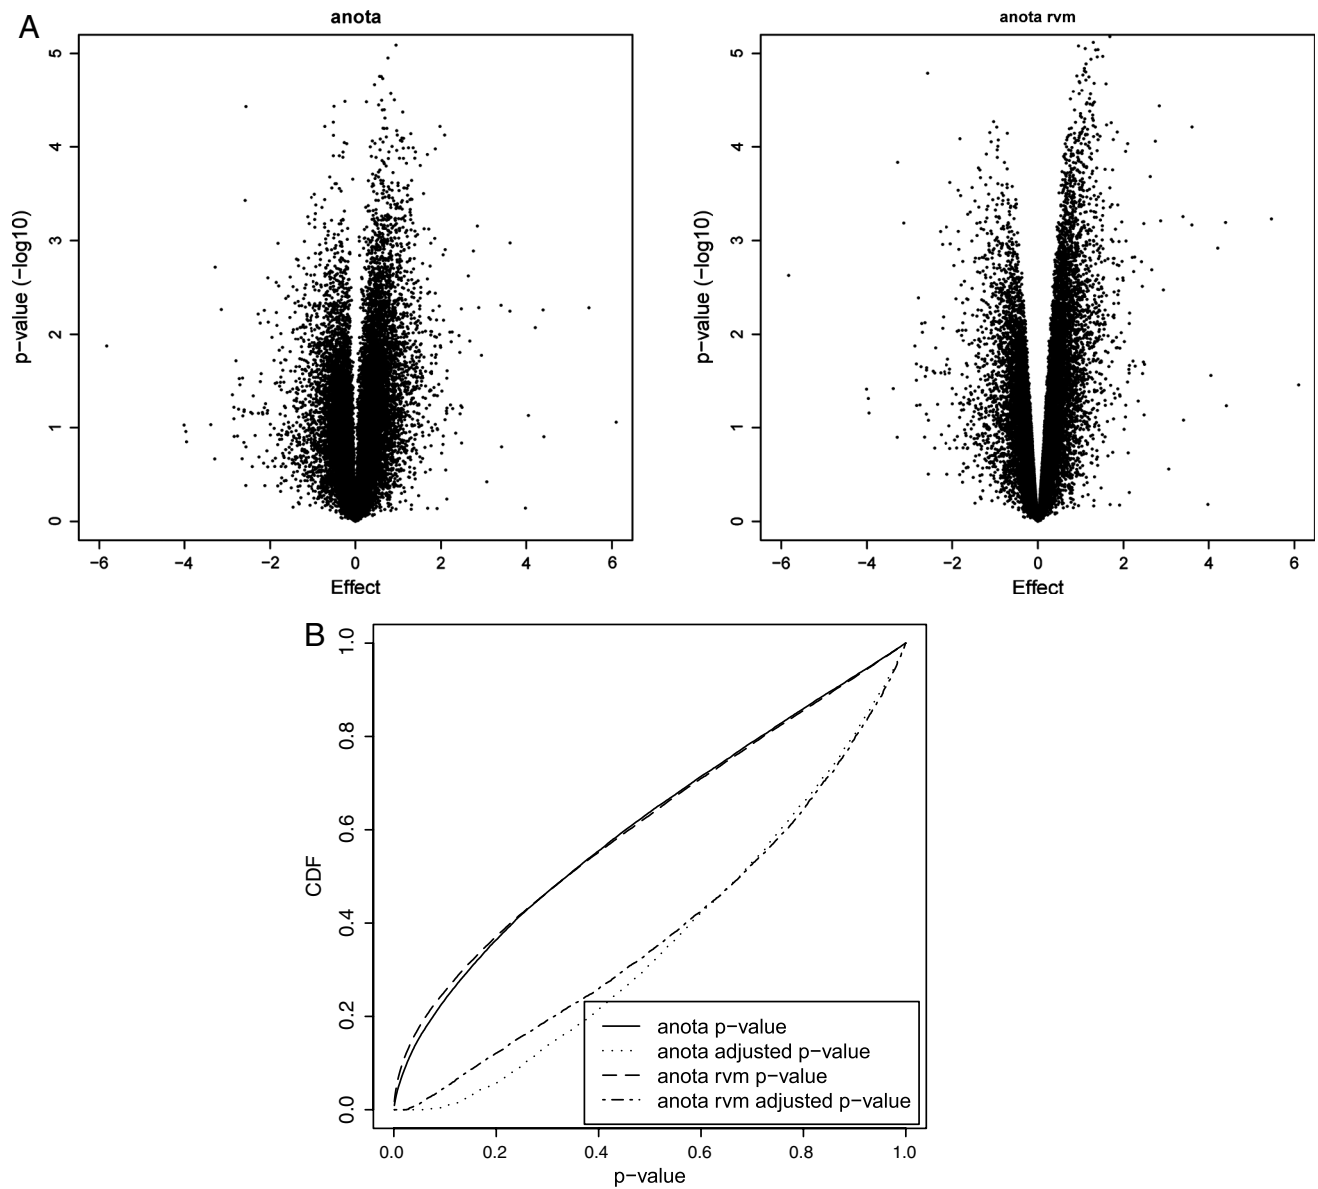 A
anota
anota rvm
5
4
3
2
1
0
p−value (−log10)
−6 −4 −2 0 2 4 6
Effect
5
4
3
2
1
0
p−value (−log10)
−6 −4 −2 0 2 4 6
Effect
B
1.0
0.8
0.6
0.4
0.2
0.0
CDF
anota p−value
anota adjusted p−value
anota rvm p−value
anota rvm adjusted p−value
0.0 0.2 0.4 0.6 0.8 1.0
p−value